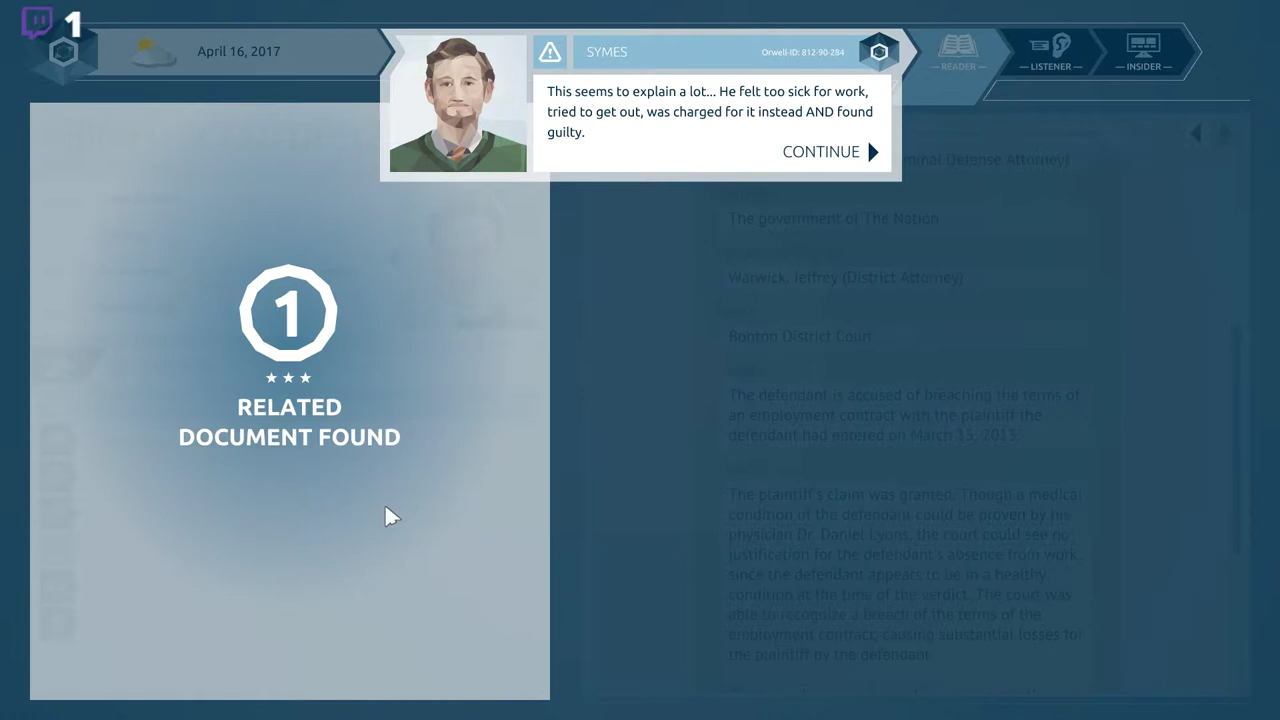 1
April 16, 2017
SYMES
Orwell-ID: 812-90-284
— READER —
— LISTENER —
— INSIDER —
This seems to explain a lot... He felt too sick for work,
tried to get out, was charged for it instead AND found
guilty.
CONTINUE
1
RELATED
DOCUMENT FOUND
minal Defense Attorney)
The government of The Nation
Warwick, Jeffrey (District Attorney)
Bonton District Court
The defendant is accused of breaching the terms of
an employment contract with the plaintiff the
defendant had entered on March 13, 2015.
The plaintiff's claim was granted. Though a medical
condition of the defendant could be proven by his
physician Dr. Daniel Lyons, the court could see no
justification for the defendant's absence from work,
since the defendant appears to be in a healthy
condition at the time of the verdict. The court was
able to recognize a breach of the terms of the
employment contract, causing substantial losses for
the plaintiff by the defendant.